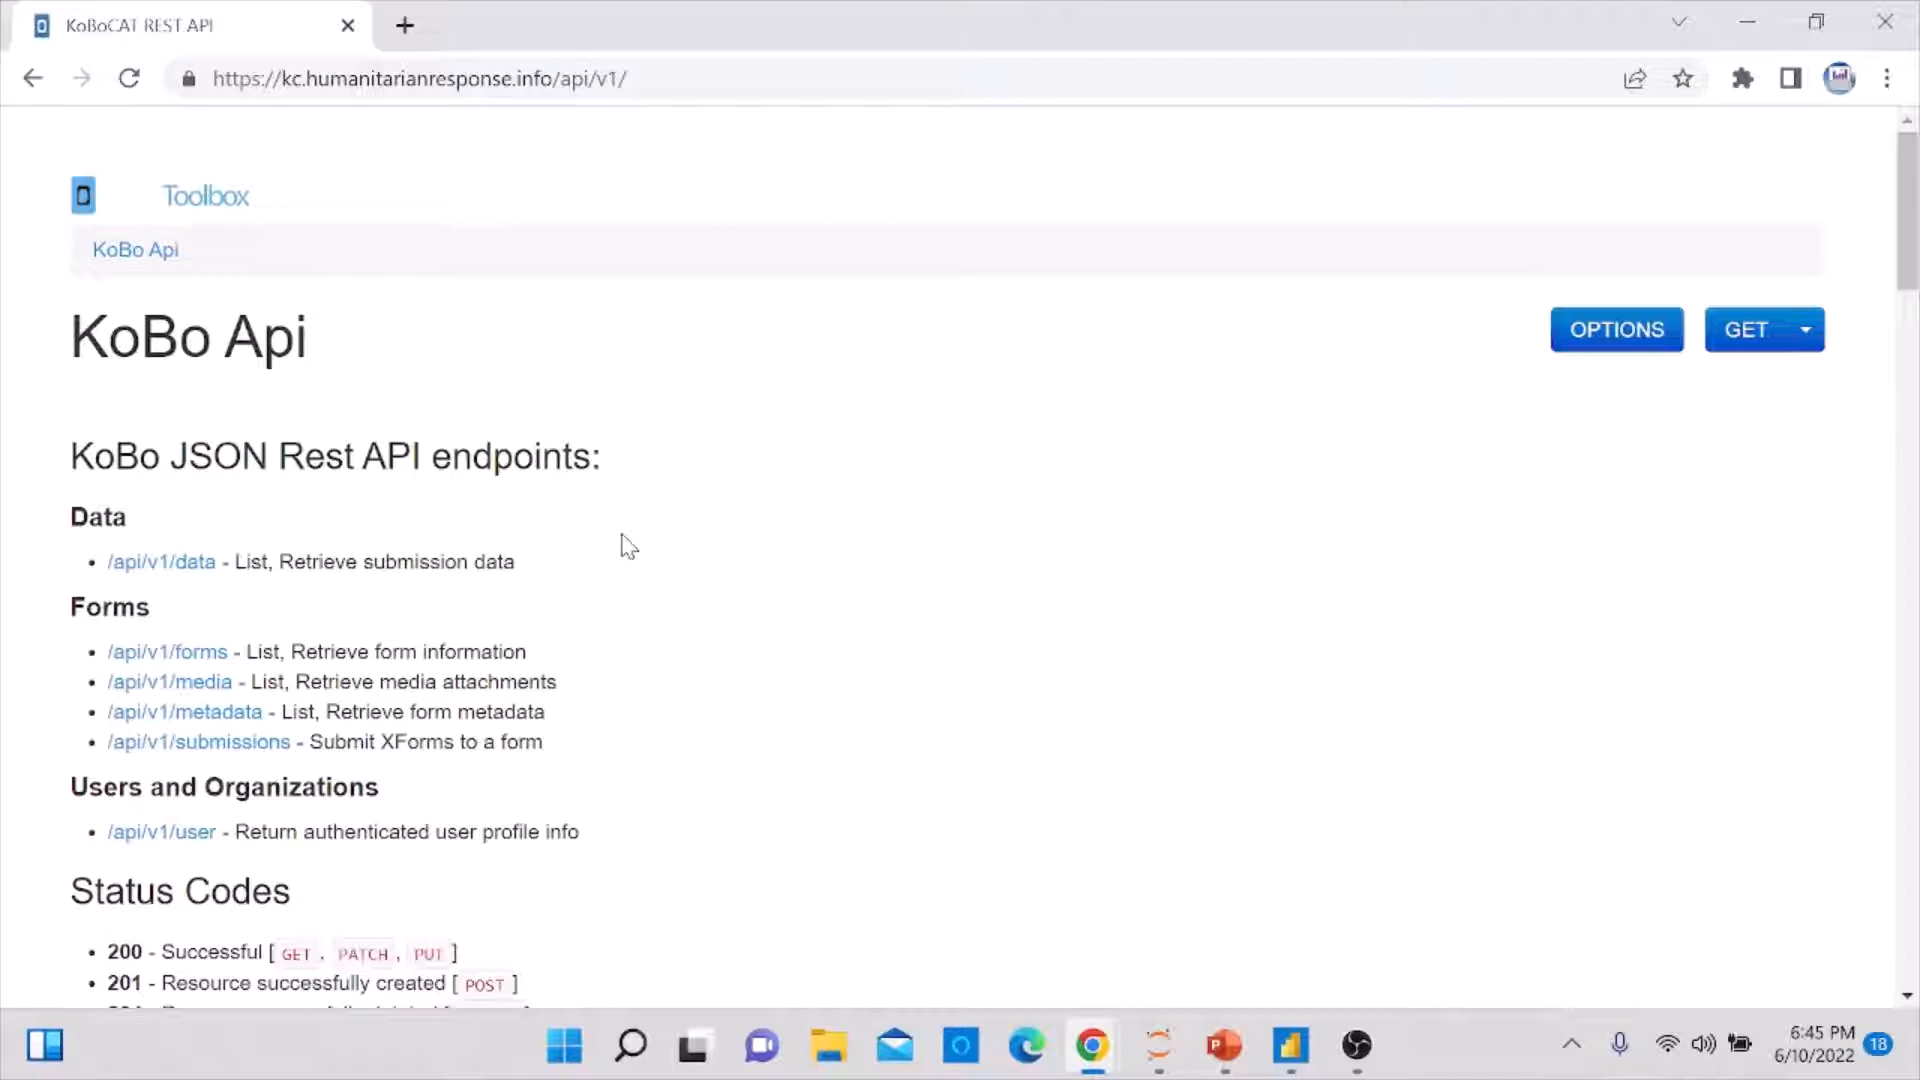 KoBoCAT REST API
https://kc.humanitarianresponse.info/api/v1/
Toolbox
KoBo Api
KoBo Api
OPTIONS
GET
KoBo JSON Rest API endpoints:
Data
/api/v1/data - List, Retrieve submission data
Forms
/api/v1/forms - List, Retrieve form information
/api/v1/media - List, Retrieve media attachments
/api/v1/metadata - List, Retrieve form metadata
/api/v1/submissions - Submit XForms to a form
Users and Organizations
/api/v1/user - Return authenticated user profile info
Status Codes
200 - Successful [ GET , PATCH , PUT ]
201 - Resource successfully created [ POST ]
6:45 PM
6/10/2022
18